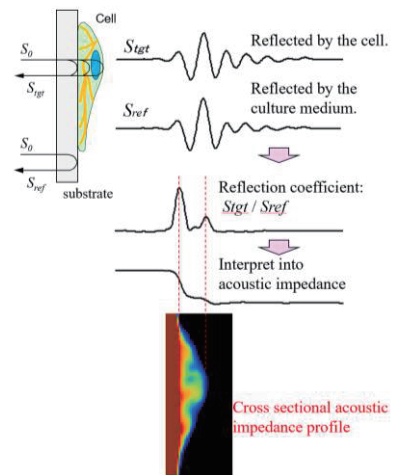 Cell
S0
Stgt
S0
Sref
substrate
Stgt
Reflected by the cell.
Sref
Reflected by the
culture medium.
Reflection coefficient:
Stgt / Sref
Interpret into
acoustic impedance
Cross sectional acoustic
impedance profile